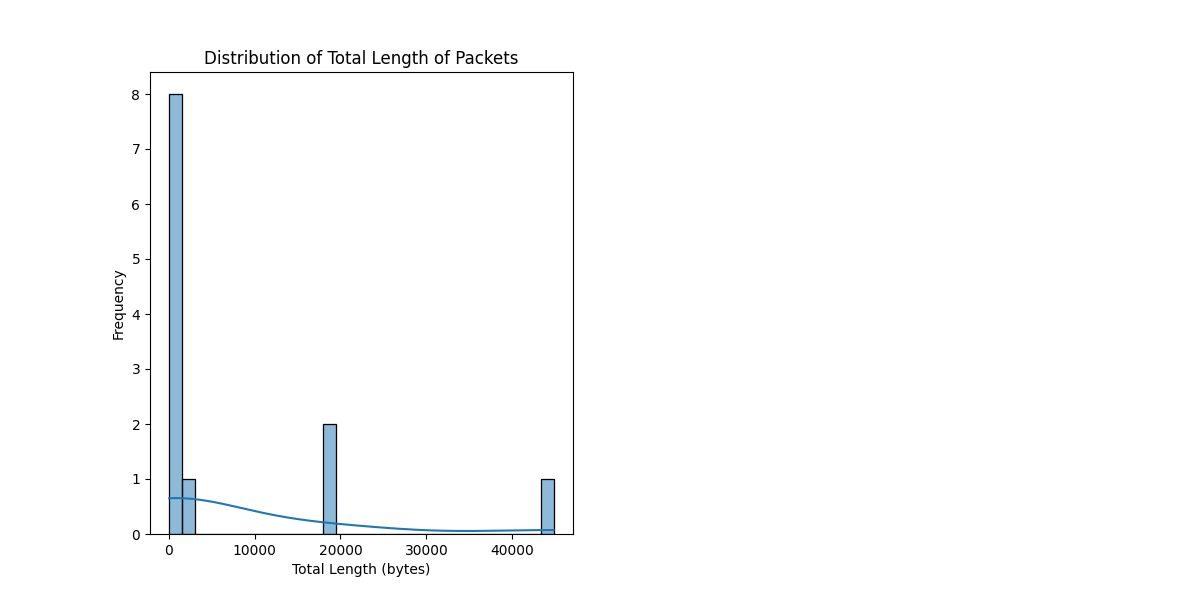 Distribution of Total Length of Packets
8
7
6
5
4
3
2
1
0
Frequency
0 10000 20000 30000 40000
Total Length (bytes)